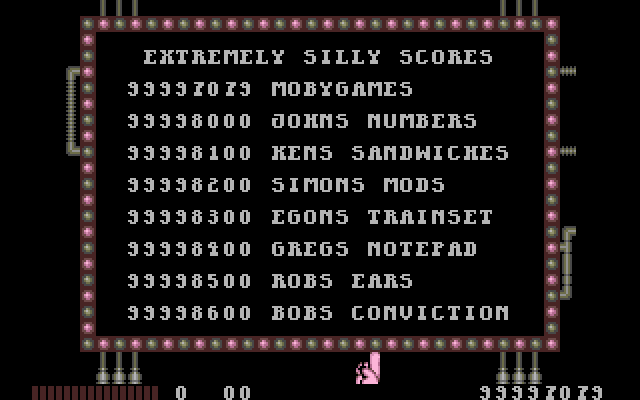 EXTREMELY SILLY SCORES
99997079 MOBYGAMES
99998000 JOHNS NUMBERS
99998100 KENS SANDWICHES
99998200 SIMONS MODS
99998300 EGONS TRAINSET
99998400 GREGS NOTEPAD
99998500 ROBS EARS
99998600 BOBS CONVICTION
0 00 99997079